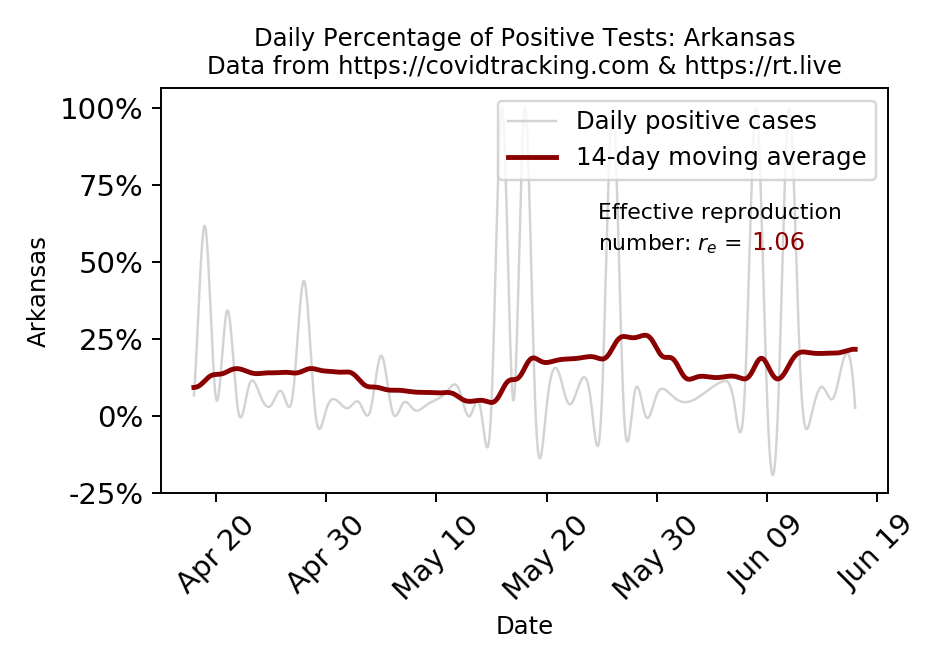 Daily Percentage of Positive Tests: Arkansas
Data from https://covidtracking.com & https://rt.live
100%
75%
50%
25%
0%
-25%
Arkansas
Daily positive cases
14-day moving average
Effective reproduction
number: rₑ = 1.06
Apr 20
Apr 30
May 10
May 20
May 30
Jun 09
Jun 19
Date